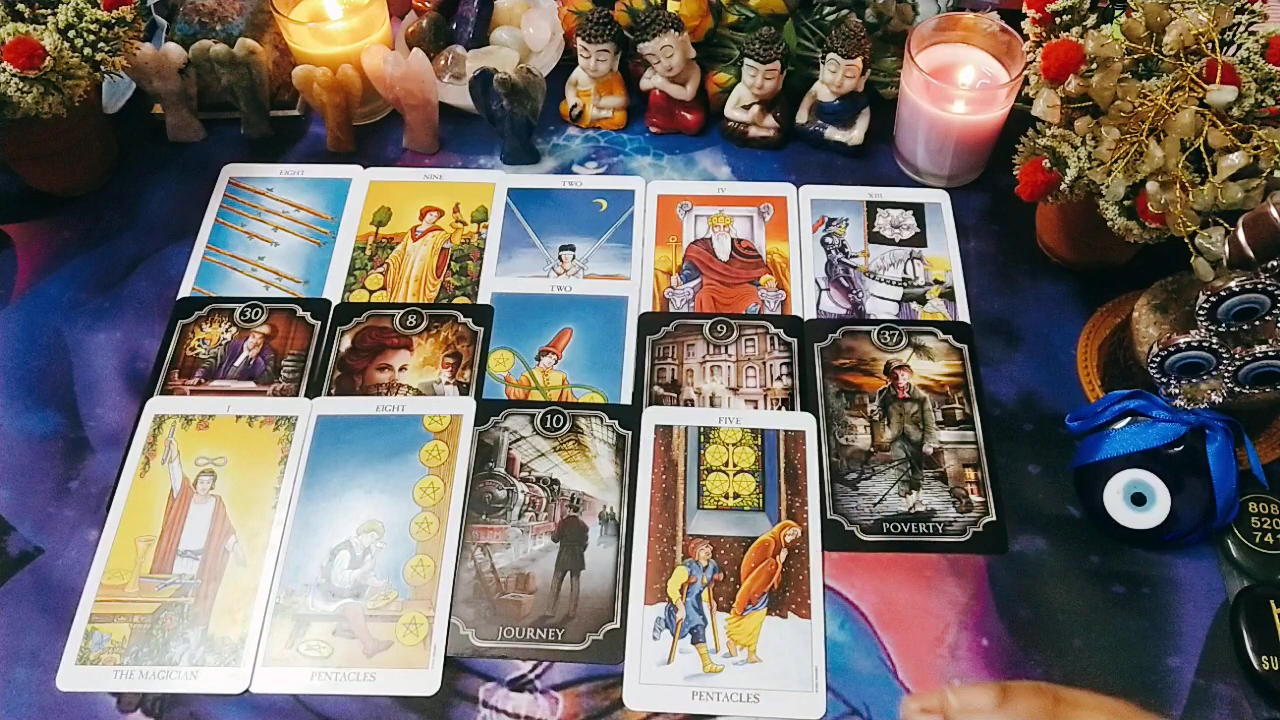 EIGHT
NINE
TWO
IV
XIII
TWO
30
8
9
37
I
EIGHT
10
FIVE
POVERTY
JOURNEY
THE MAGICIAN
PENTACLES
PENTACLES
808
520
741
SU